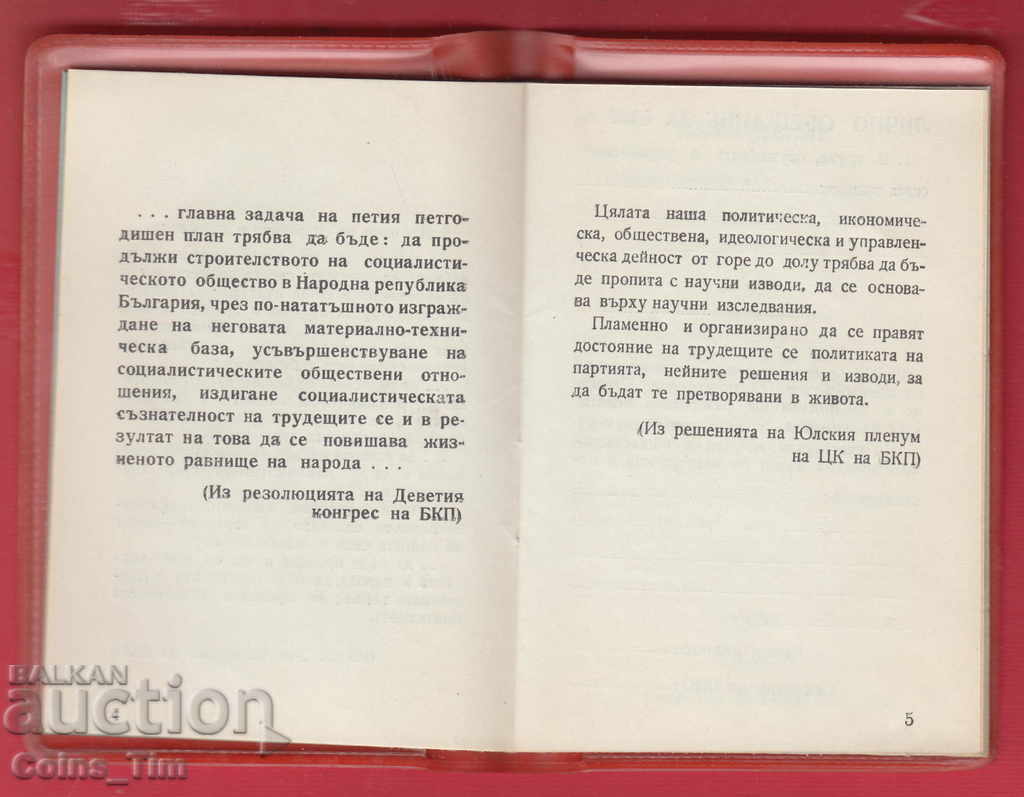 . . . главна задача на петия петго-
дишен план трябва да бъде: да про-
дължи строителството на социалисти-
ческото общество в Народна република
България, чрез по-нататъшното изграж-
дане на неговата материално-техни-
ческа база, усъвършенствуване на
социалистическите обществени отно-
шения, издигане социалистическата
съзнателност на трудещите се и в ре-
зултат на това да се повишава жиз-
неното равнище на народа . . .
(Из резолюцията на Деветия
конгрес на БКП)
4
Цялата наша политическа, икономиче-
ска, обществена, идеологическа и управлен-
ческа дейност от горе до долу трябва да бъ-
де пропита с научни изводи, да се основа-
ва върху научни изследвания.
Пламенно и организирано да се правят
достояние на трудещите се политиката на
партията, нейните решения и изводи, за
да бъдат те претворявани в живота.
(Из решенията на Юлския пленум
на ЦК на БКП)
5
BALKAN
auction
Coins_Tim